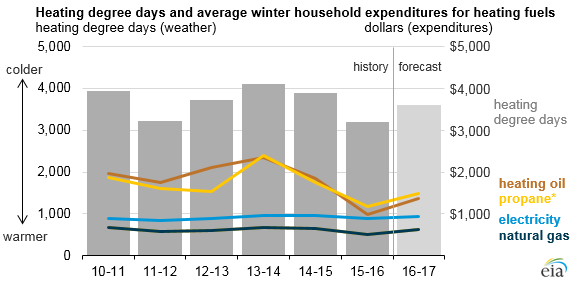 Heating degree days and average winter household expenditures for heating fuels
heating degree days (weather) dollars (expenditures)
5,000 $5,000
history forecast
colder
4,000 $4,000
heating
degree days
3,000 $3,000
2,000 $2,000
heating oil
propane*
1,000 $1,000
electricity
warmer
natural gas
0 $0
10-11 11-12 12-13 13-14 14-15 15-16 16-17
eia